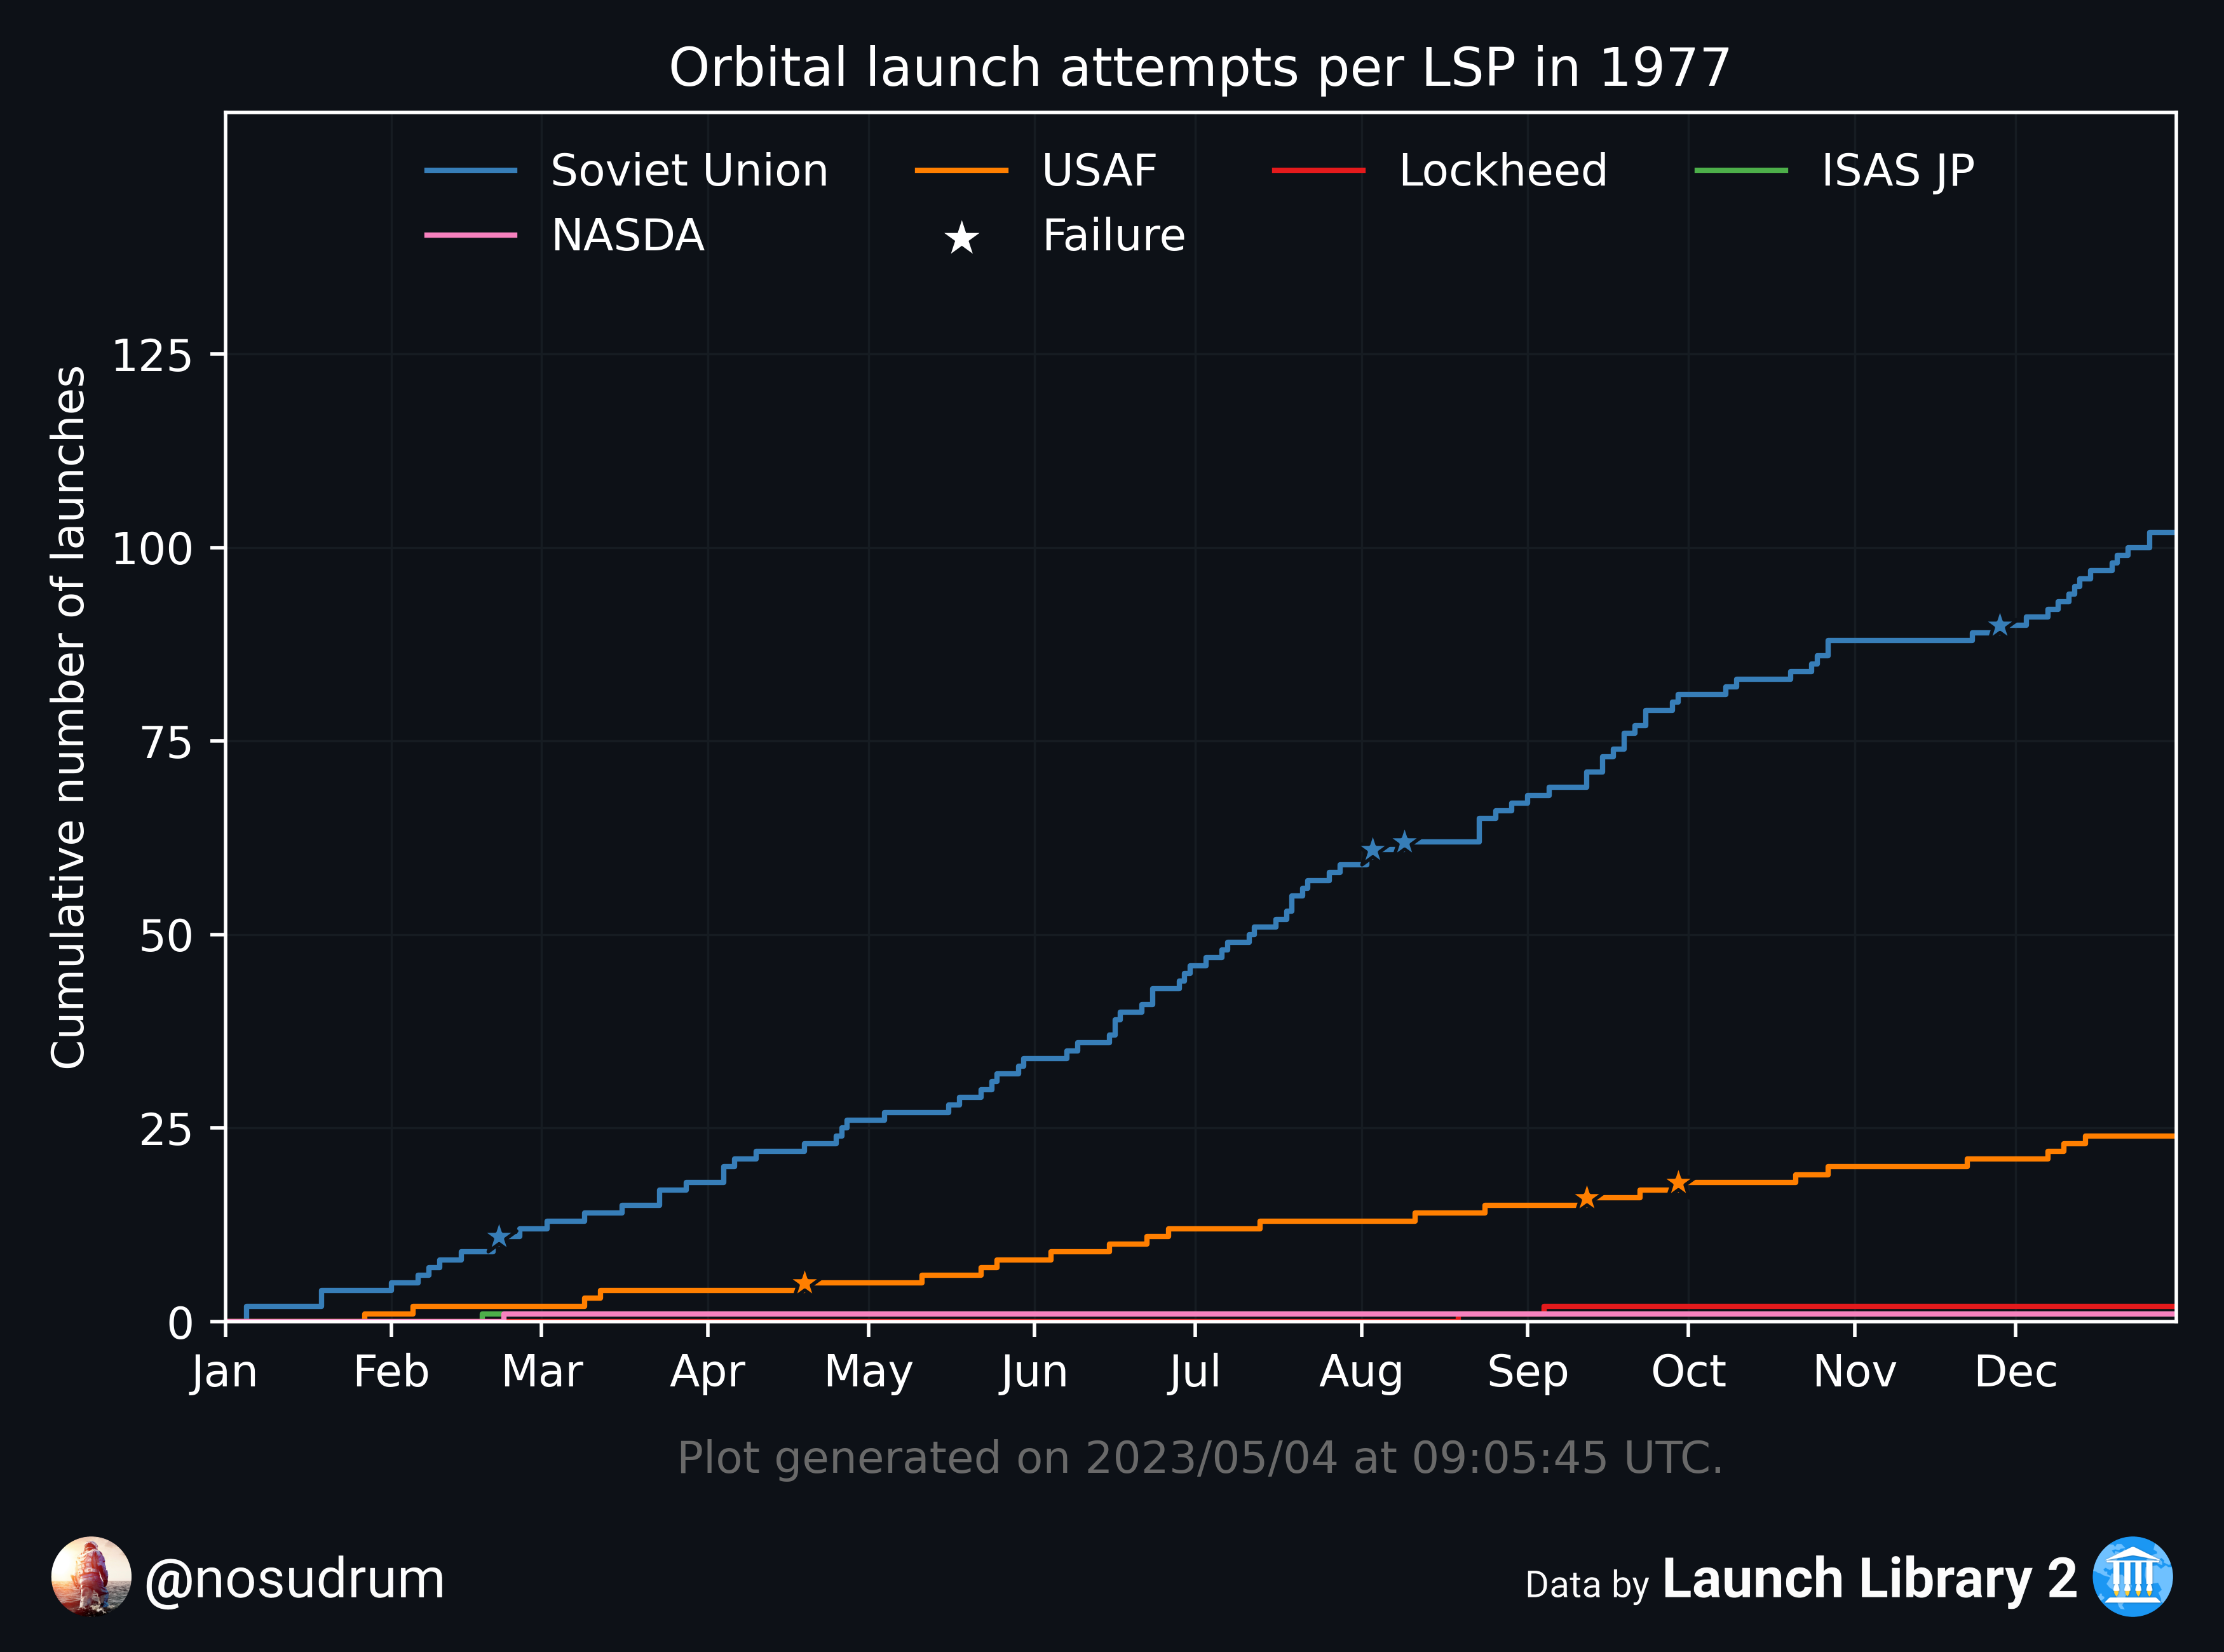 Orbital launch attempts per LSP in 1977
Soviet Union USAF Lockheed ISAS JP
NASDA Failure
Cumulative number of launches
125
100
75
50
25
0
Jan Feb Mar Apr May Jun Jul Aug Sep Oct Nov Dec
Plot generated on 2023/05/04 at 09:05:45 UTC.
@nosudrum
Data by Launch Library 2